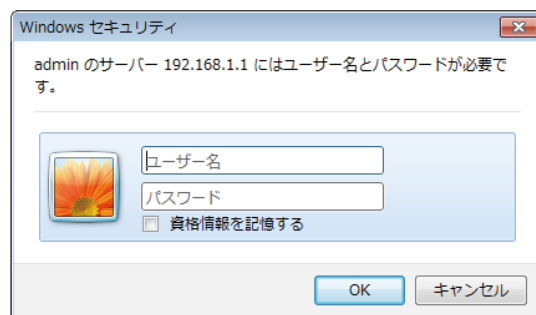 Windows セキュリティ
admin のサーバー 192.168.1.1 にはユーザー名とパスワードが必要で
す。
ユーザー名
パスワード
資格情報を記憶する
OK キャンセル